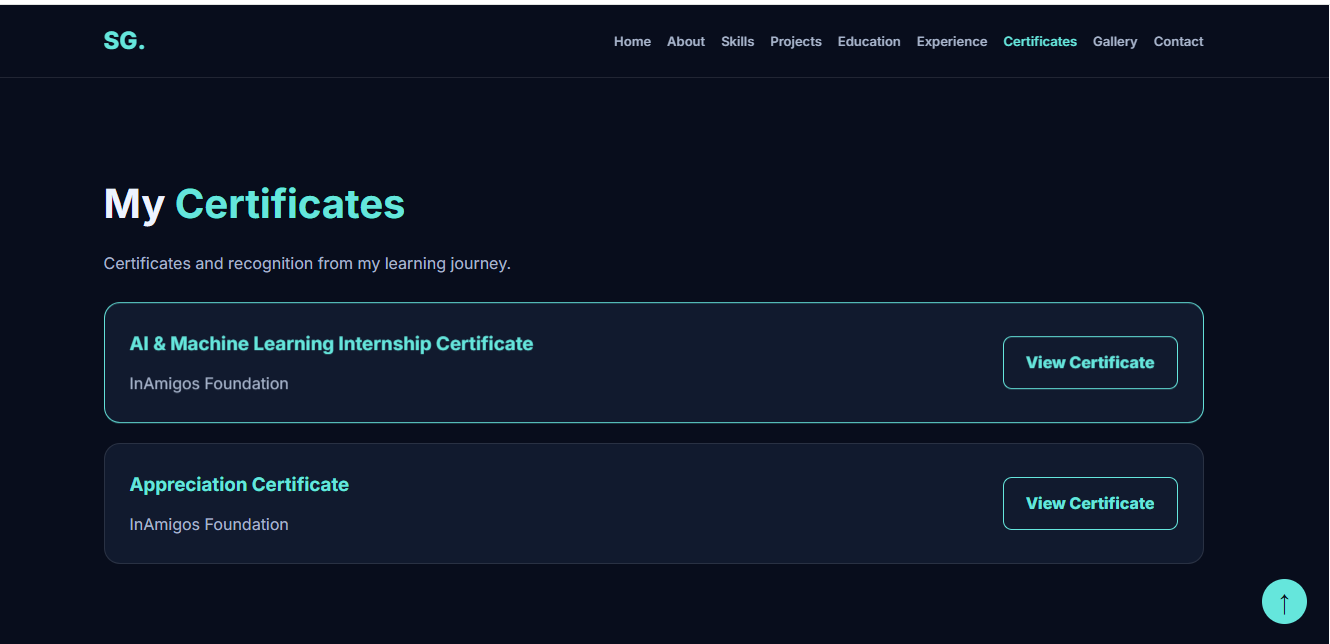 SG.
Home About Skills Projects Education Experience Certificates Gallery Contact
My Certificates
Certificates and recognition from my learning journey.
AI & Machine Learning Internship Certificate
InAmigos Foundation
View Certificate
Appreciation Certificate
InAmigos Foundation
View Certificate
↑